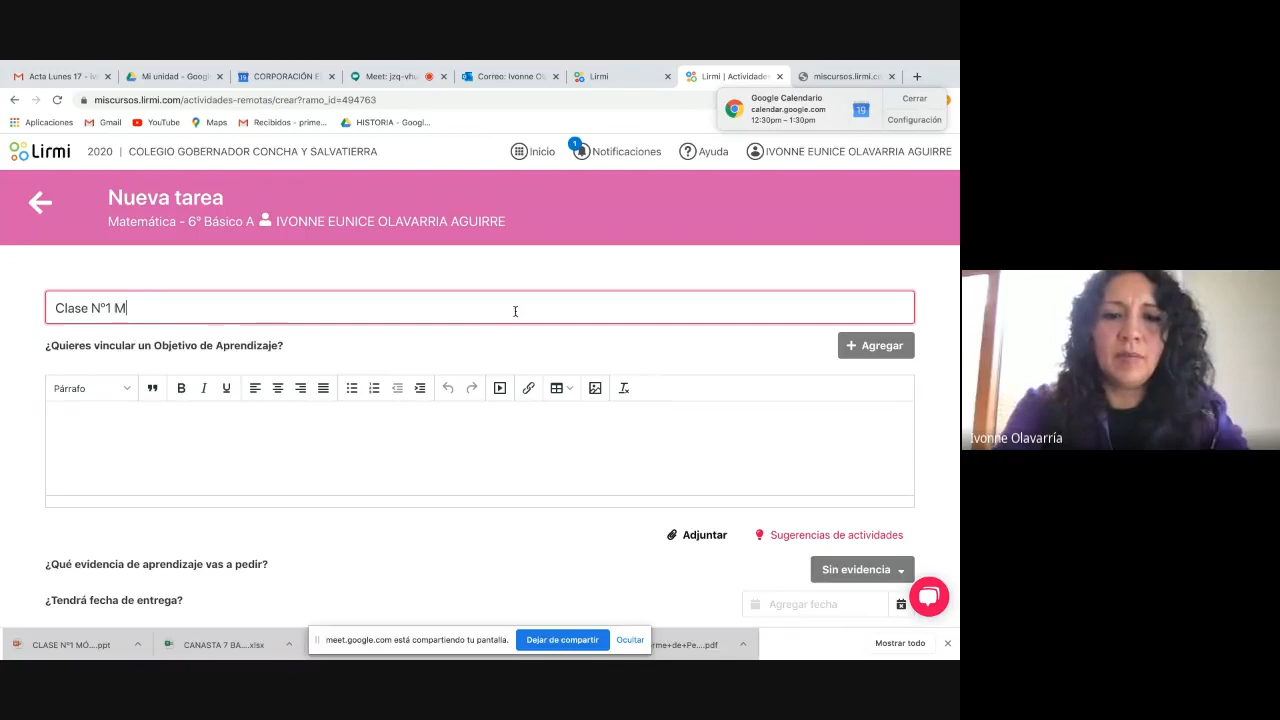 Acta Lunes 17 - iv
Mi unidad - Googl
CORPORACIÓN E
Meet: jzq-vhu
Correo: Ivonne Ol
Lirmi
Lirmi | Actividades
miscursos.lirmi.co
miscursos.lirmi.com/actividades-remotas/crear?ramo_id=494763
Google Calendario
calendar.google.com
12:30pm – 1:30pm
Cerrar
Configuración
Aplicaciones
Gmail
YouTube
Maps
Recibidos - prime...
HISTORIA - Googl...
Lirmi
2020 | COLEGIO GOBERNADOR CONCHA Y SALVATIERRA
Inicio
1
Notificaciones
Ayuda
IVONNE EUNICE OLAVARRIA AGUIRRE
Nueva tarea
Matemática - 6° Básico A IVONNE EUNICE OLAVARRIA AGUIRRE
Clase N°1 M
¿Quieres vincular un Objetivo de Aprendizaje?
+ Agregar
Párrafo
B I U
Ivonne Olavarría
Adjuntar
Sugerencias de actividades
¿Qué evidencia de aprendizaje vas a pedir?
Sin evidencia
¿Tendrá fecha de entrega?
Agregar fecha
CLASE N°1 MÓ....ppt
CANASTA 7 BA....xlsx
meet.google.com está compartiendo tu pantalla.
Dejar de compartir
Ocultar
rme+de+Pe....pdf
Mostrar todo